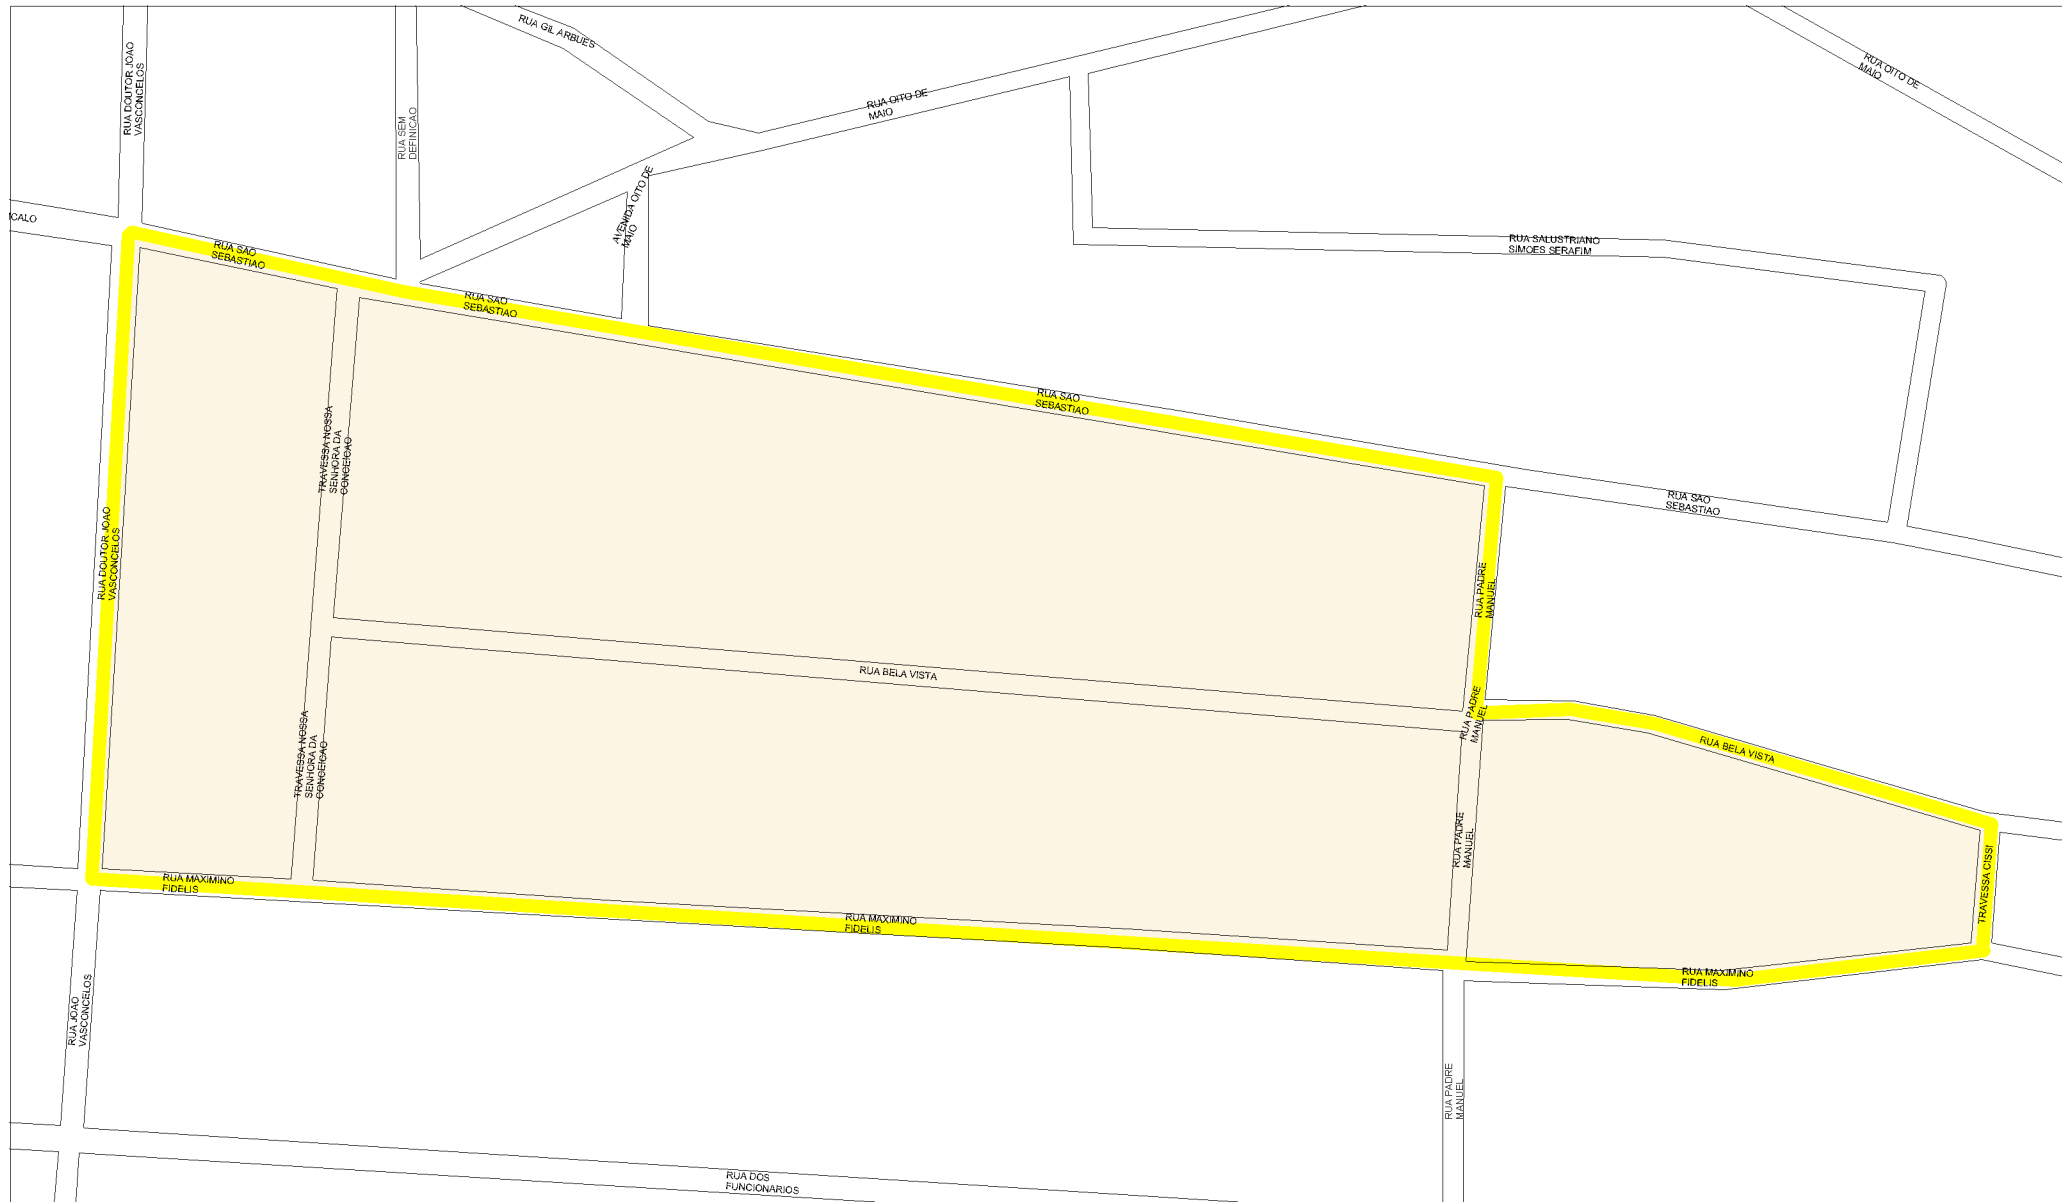 RUA GIL ARBUES
RUA DOUTOR JOAO
VASCONCELOS
RUA OITO DE
MAIO
RUA OITO DE
MAIO
RUA SEM
DEFINICAO
AVENIDA OITO DE
MAIO
RUA SAO
SEBASTIAO
RUA SALUSTRIANO
SIMOES SERAFIM
RUA SAO
SEBASTIAO
RUA SAO
SEBASTIAO
TRAVESSA NOSSA
SENHORA DA
CONCEICAO
RUA SAO
SEBASTIAO
RUA DOUTOR JOAO
VASCONCELOS
RUA PADRE
MANUEL
RUA BELA VISTA
RUA PADRE
MANUEL
RUA BELA VISTA
TRAVESSA NOSSA
SENHORA DA
CONCEICAO
RUA PADRE
MANUEL
TRAVESSA CISSI
RUA MAXIMINO
FIDELIS
RUA MAXIMINO
FIDELIS
RUA MAXIMINO
FIDELIS
RUA JOAO
VASCONCELOS
RUA PADRE
MANUEL
RUA DOS
FUNCIONARIOS